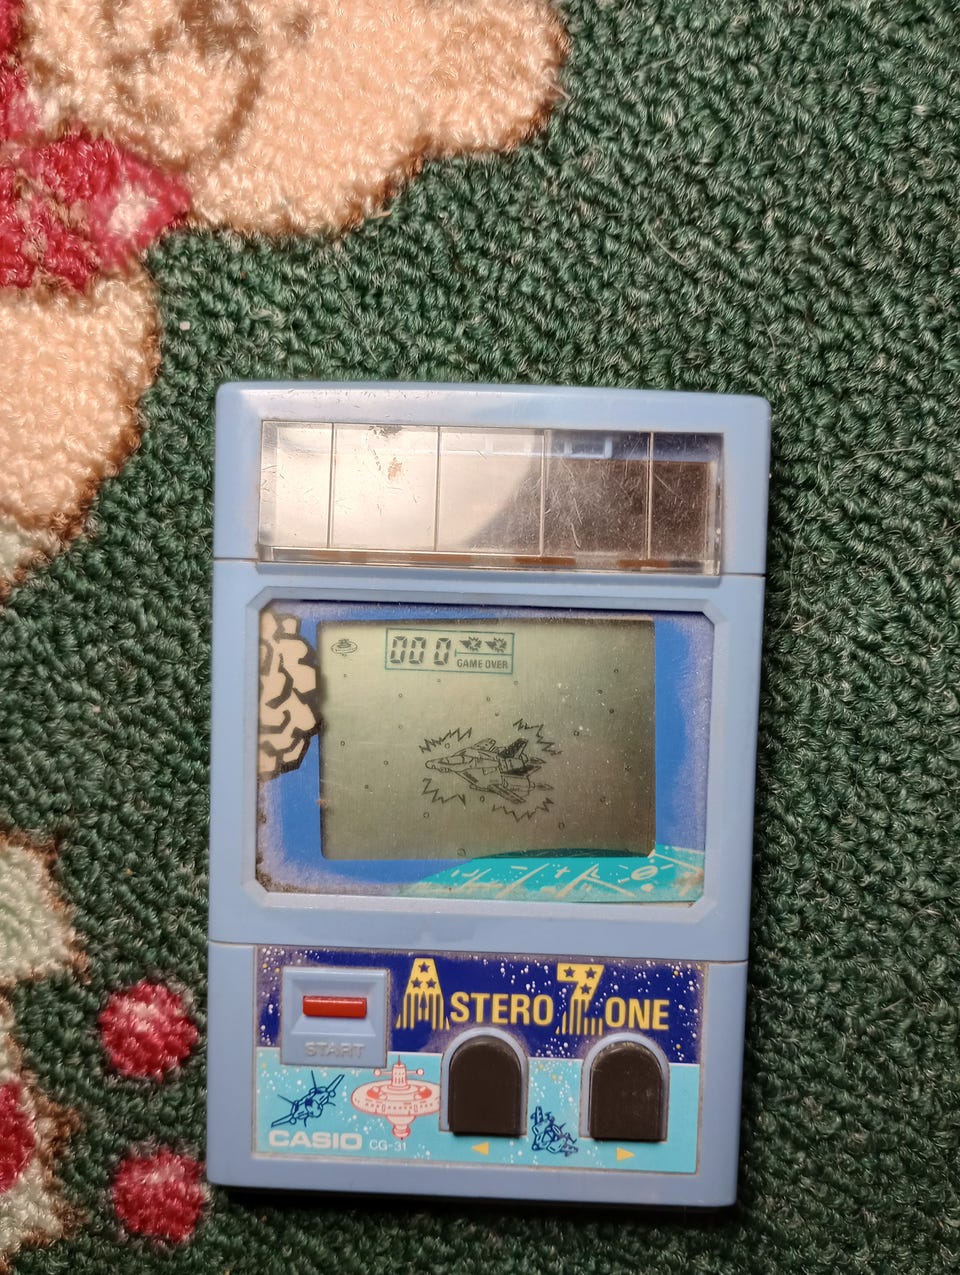 000
GAME OVER
ASTERO ZONE
START
CASIO CG-31